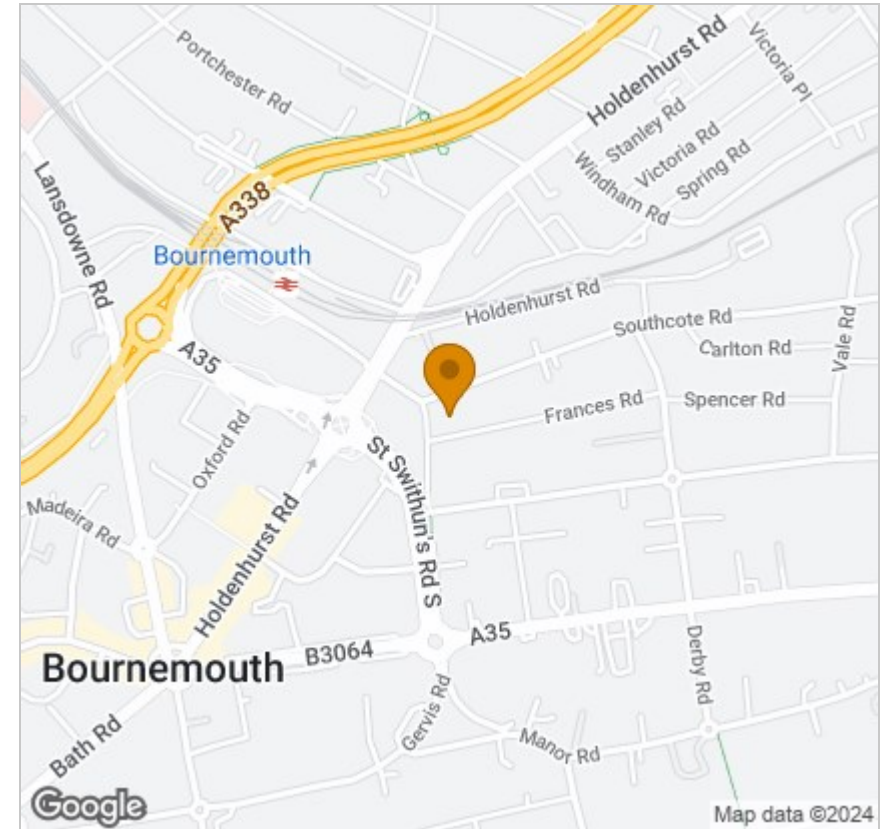 Portchester Rd
Holdenhurst Rd
Victoria Pl
Stanley Rd
Victoria Rd
Spring Rd
Windham Rd
Lansdowne Rd
A338
Bournemouth
Holdenhurst Rd
Southcote Rd
Carlton Rd
Vale Rd
A35
Frances Rd
Spencer Rd
Oxford Rd
St Swithun's Rd S
Madeira Rd
Holdenhurst Rd
A35
B3064
Bournemouth
Derby Rd
Gervis Rd
Manor Rd
Bath Rd
Google
Map data ©2024